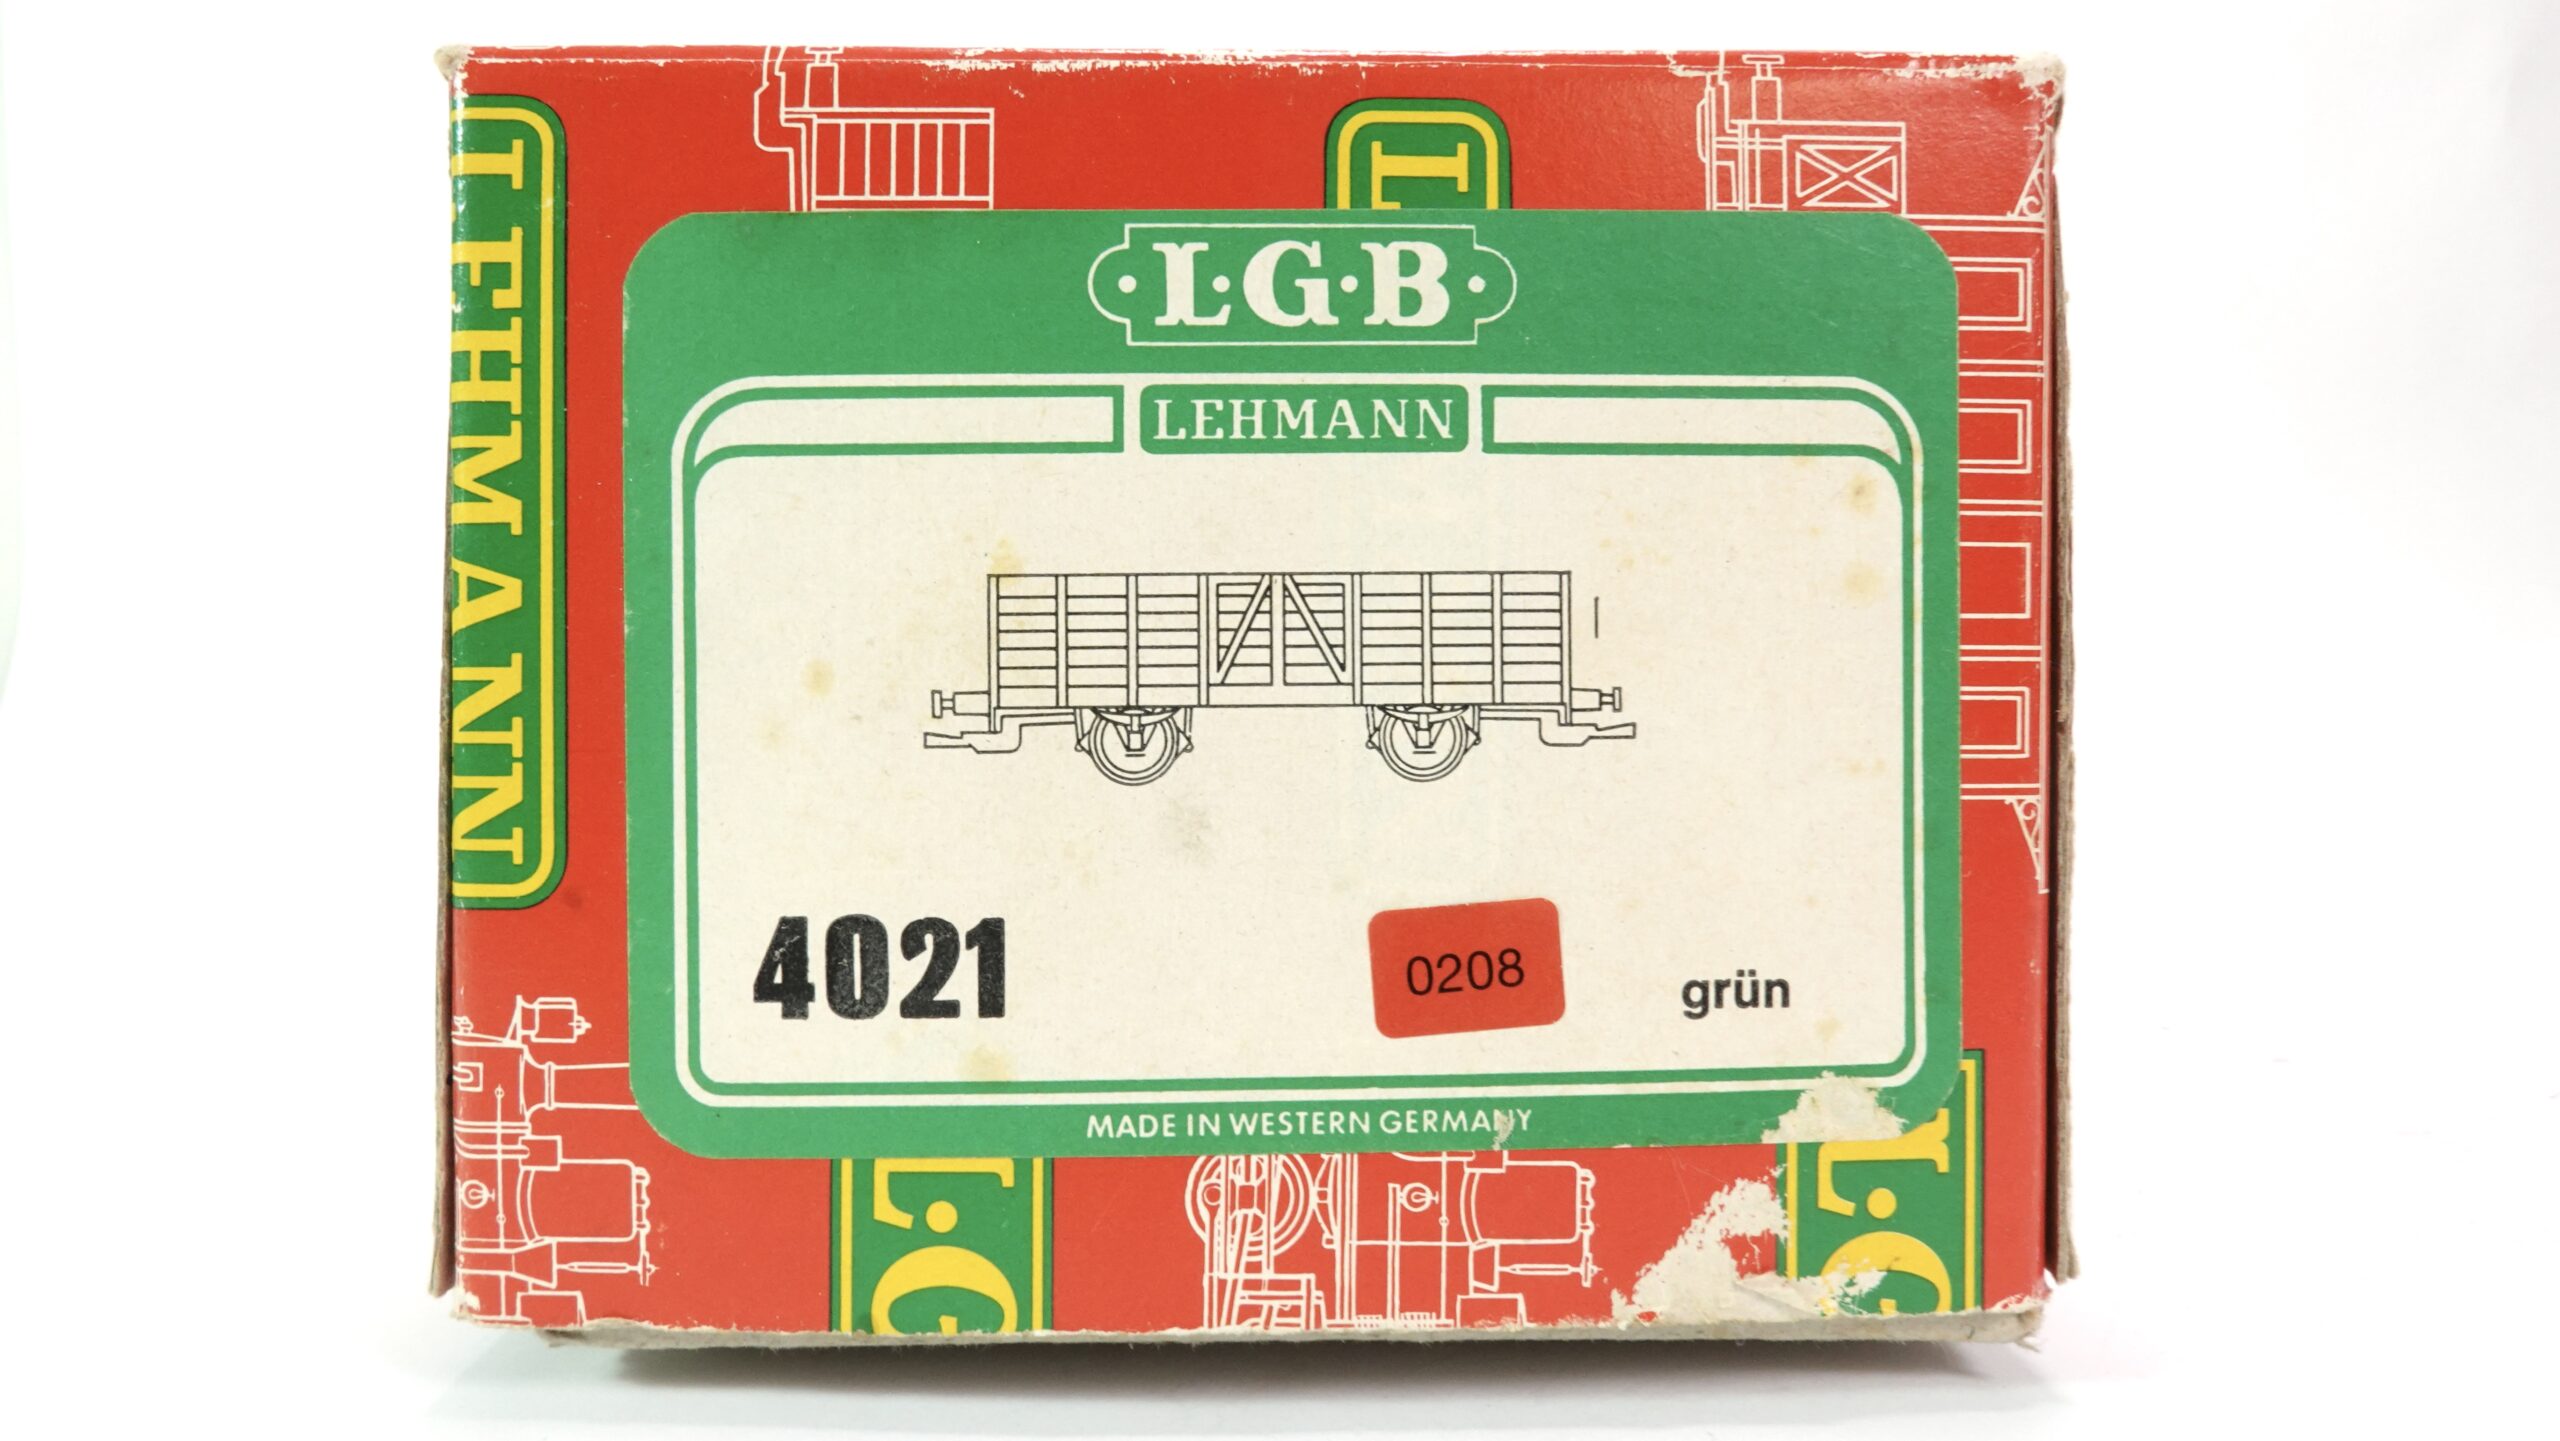 LEHMANN
L
L·G·B
LEHMANN
4021
0208
grün
MADE IN WESTERN GERMANY
L·G
L·G